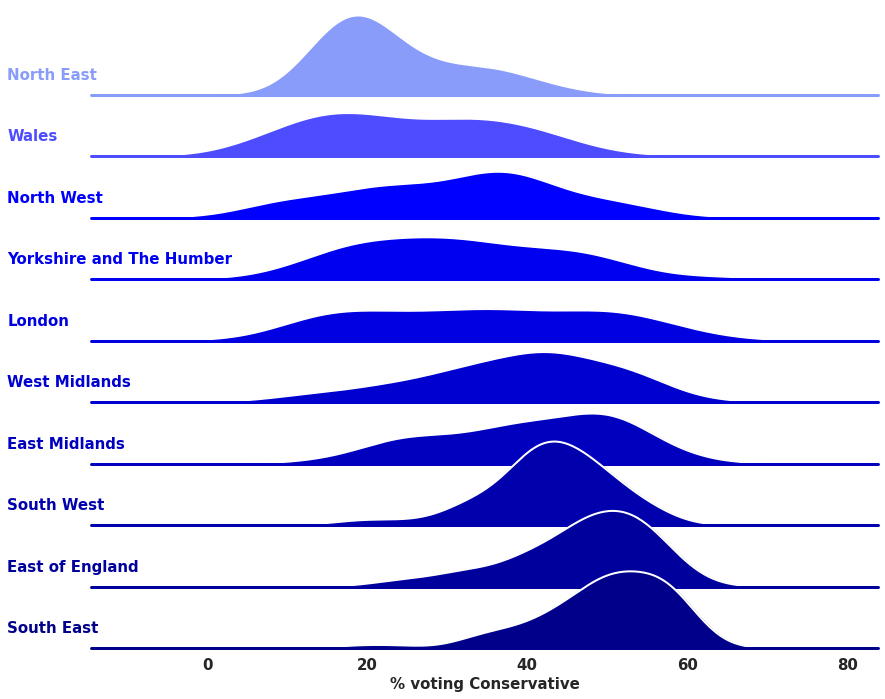 North East
Wales
North West
Yorkshire and The Humber
London
West Midlands
East Midlands
South West
East of England
South East
0 20 40 60 80
% voting Conservative